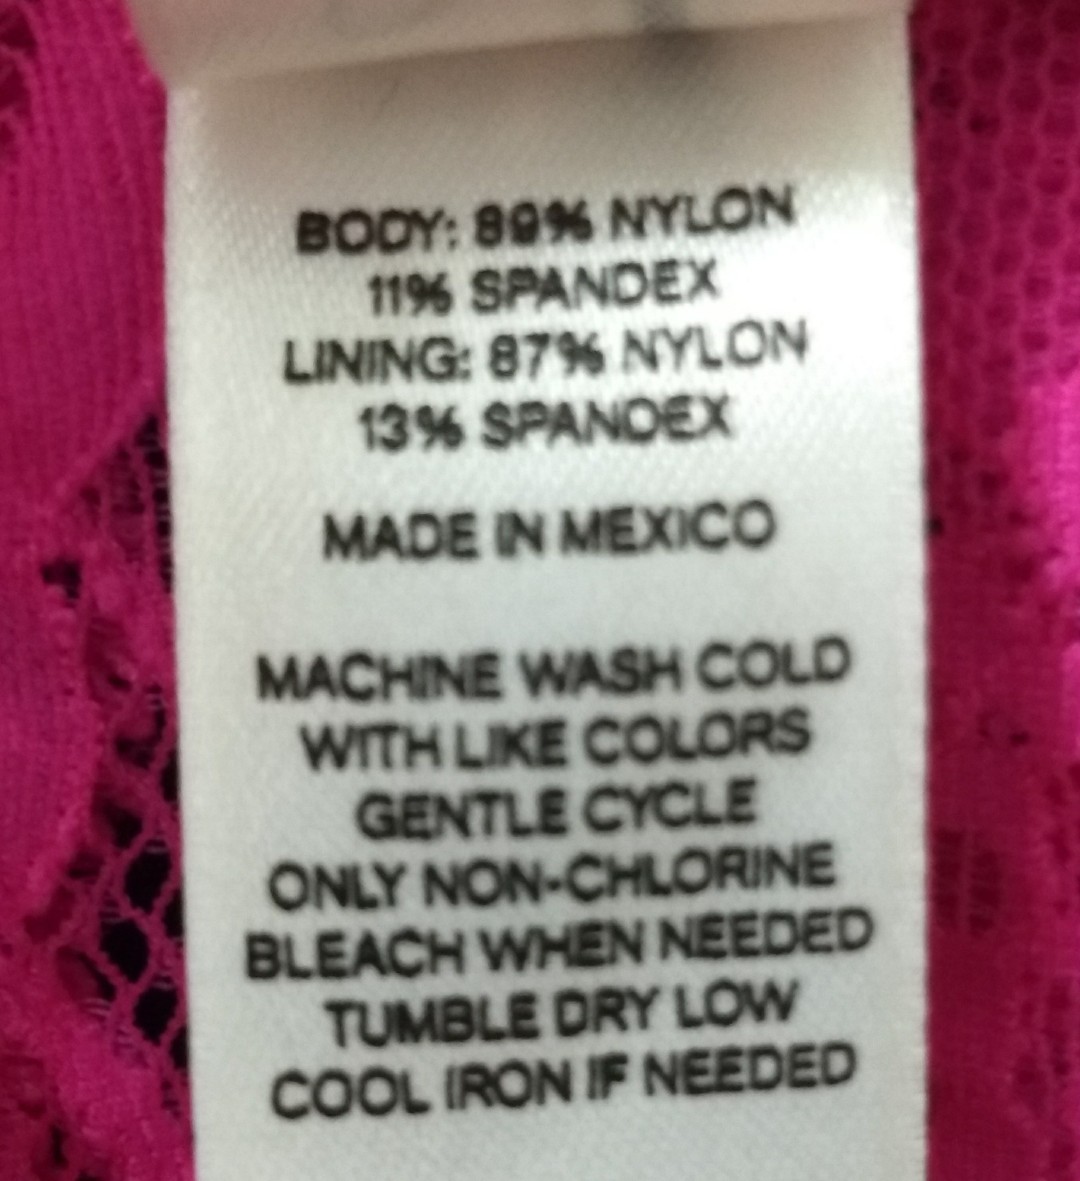 BODY: 89% NYLON
11% SPANDEX
LINING: 87% NYLON
13% SPANDEX
MADE IN MEXICO
MACHINE WASH COLD
WITH LIKE COLORS
GENTLE CYCLE
ONLY NON-CHLORINE
BLEACH WHEN NEEDED
TUMBLE DRY LOW
COOL IRON IF NEEDED